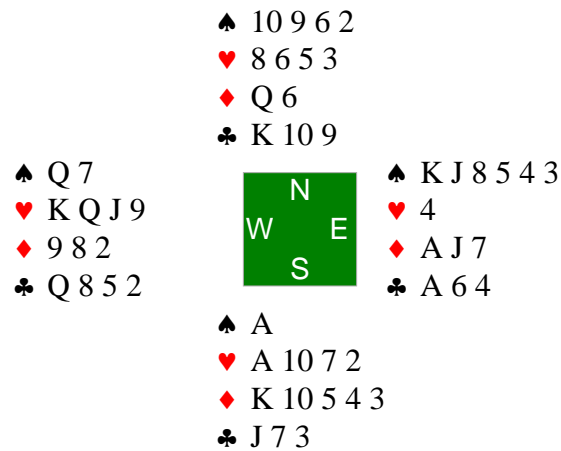 ♠ 10 9 6 2
♥ 8 6 5 3
♦ Q 6
♣ K 10 9
♠ Q 7
♥ K Q J 9
♦ 9 8 2
♣ Q 8 5 2
N
W E
S
♠ K J 8 5 4 3
♥ 4
♦ A J 7
♣ A 6 4
♠ A
♥ A 10 7 2
♦ K 10 5 4 3
♣ J 7 3